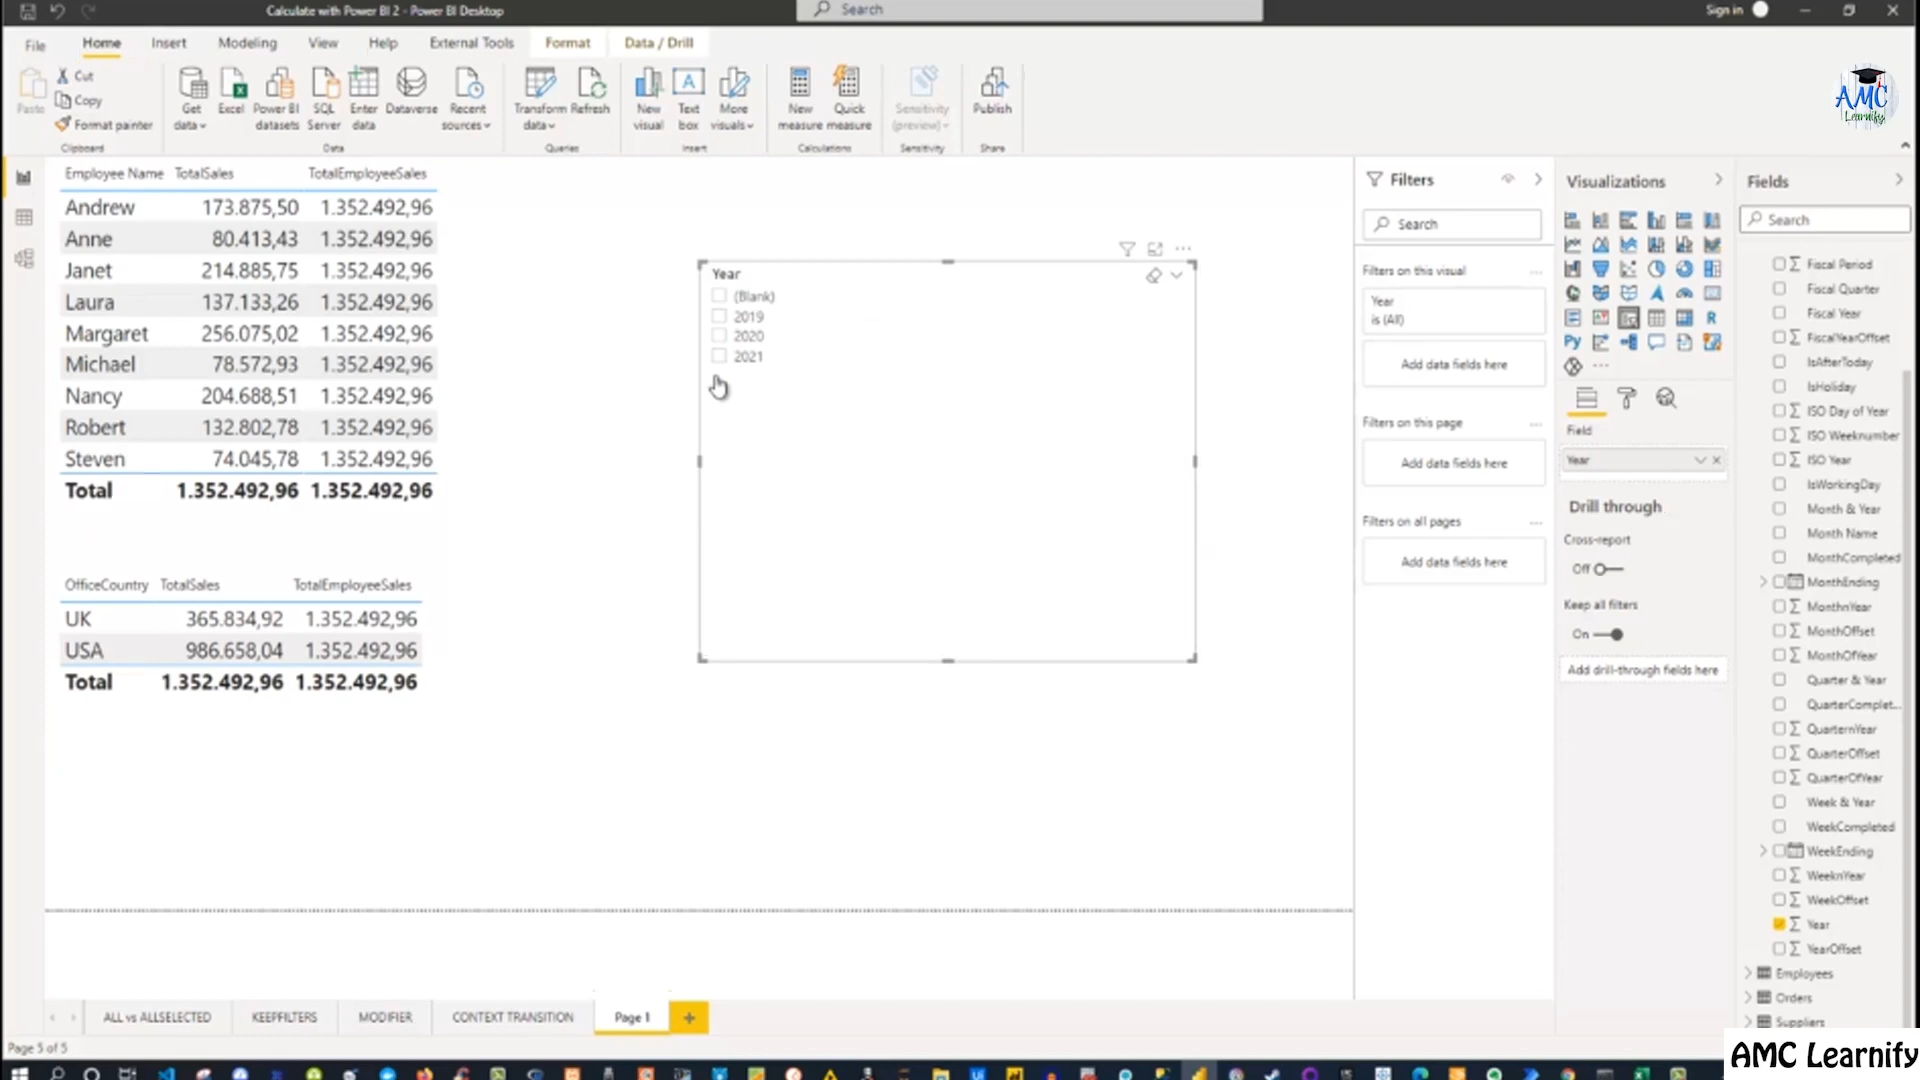 Calculate with Power BI 2 - Power BI Desktop
Search
Sign in
File
Home
Insert
Modeling
View
Help
External Tools
Format
Data / Drill
Paste
Cut
Copy
Format painter
Clipboard
Get data
Excel
Power BI datasets
SQL Server
Enter data
Dataverse
Recent sources
Data
Transform data
Refresh
Queries
New visual
Text box
More visuals
Insert
New measure
Quick measure
Calculations
Sensitivity (preview)
Sensitivity
Publish
Share
AMC
Learnify
Employee Name TotalSales TotalEmployeeSales
Andrew 173.875,50 1.352.492,96
Anne 80.413,43 1.352.492,96
Janet 214.885,75 1.352.492,96
Laura 137.133,26 1.352.492,96
Margaret 256.075,02 1.352.492,96
Michael 78.572,93 1.352.492,96
Nancy 204.688,51 1.352.492,96
Robert 132.802,78 1.352.492,96
Steven 74.045,78 1.352.492,96
Total 1.352.492,96 1.352.492,96
OfficeCountry TotalSales TotalEmployeeSales
UK 365.834,92 1.352.492,96
USA 986.658,04 1.352.492,96
Total 1.352.492,96 1.352.492,96
Year
(Blank)
2019
2020
2021
Filters
Search
Filters on this visual
Year
is (All)
Add data fields here
Filters on this page
Add data fields here
Filters on all pages
Add data fields here
Visualizations
R
Py
Field
Year
Drill through
Cross-report
Off
Keep all filters
On
Add drill-through fields here
Fields
Search
Fiscal Period
Fiscal Quarter
Fiscal Year
FiscalYearOffset
IsAfterToday
IsHoliday
ISO Day of Year
ISO Weeknumber
ISO Year
IsWorkingDay
Month & Year
Month Name
MonthCompleted
MonthEnding
MonthnYear
MonthOffset
MonthOfYear
Quarter & Year
QuarterComplet...
QuarternYear
QuarterOffset
QuarterOfYear
Week & Year
WeekCompleted
WeekEnding
WeeknYear
WeekOffset
Year
YearOffset
Employees
Orders
Suppliers
ALL vs ALLSELECTED
KEEPFILTERS
MODIFIER
CONTEXT TRANSITION
Page 1
Page 5 of 5
AMC Learnify